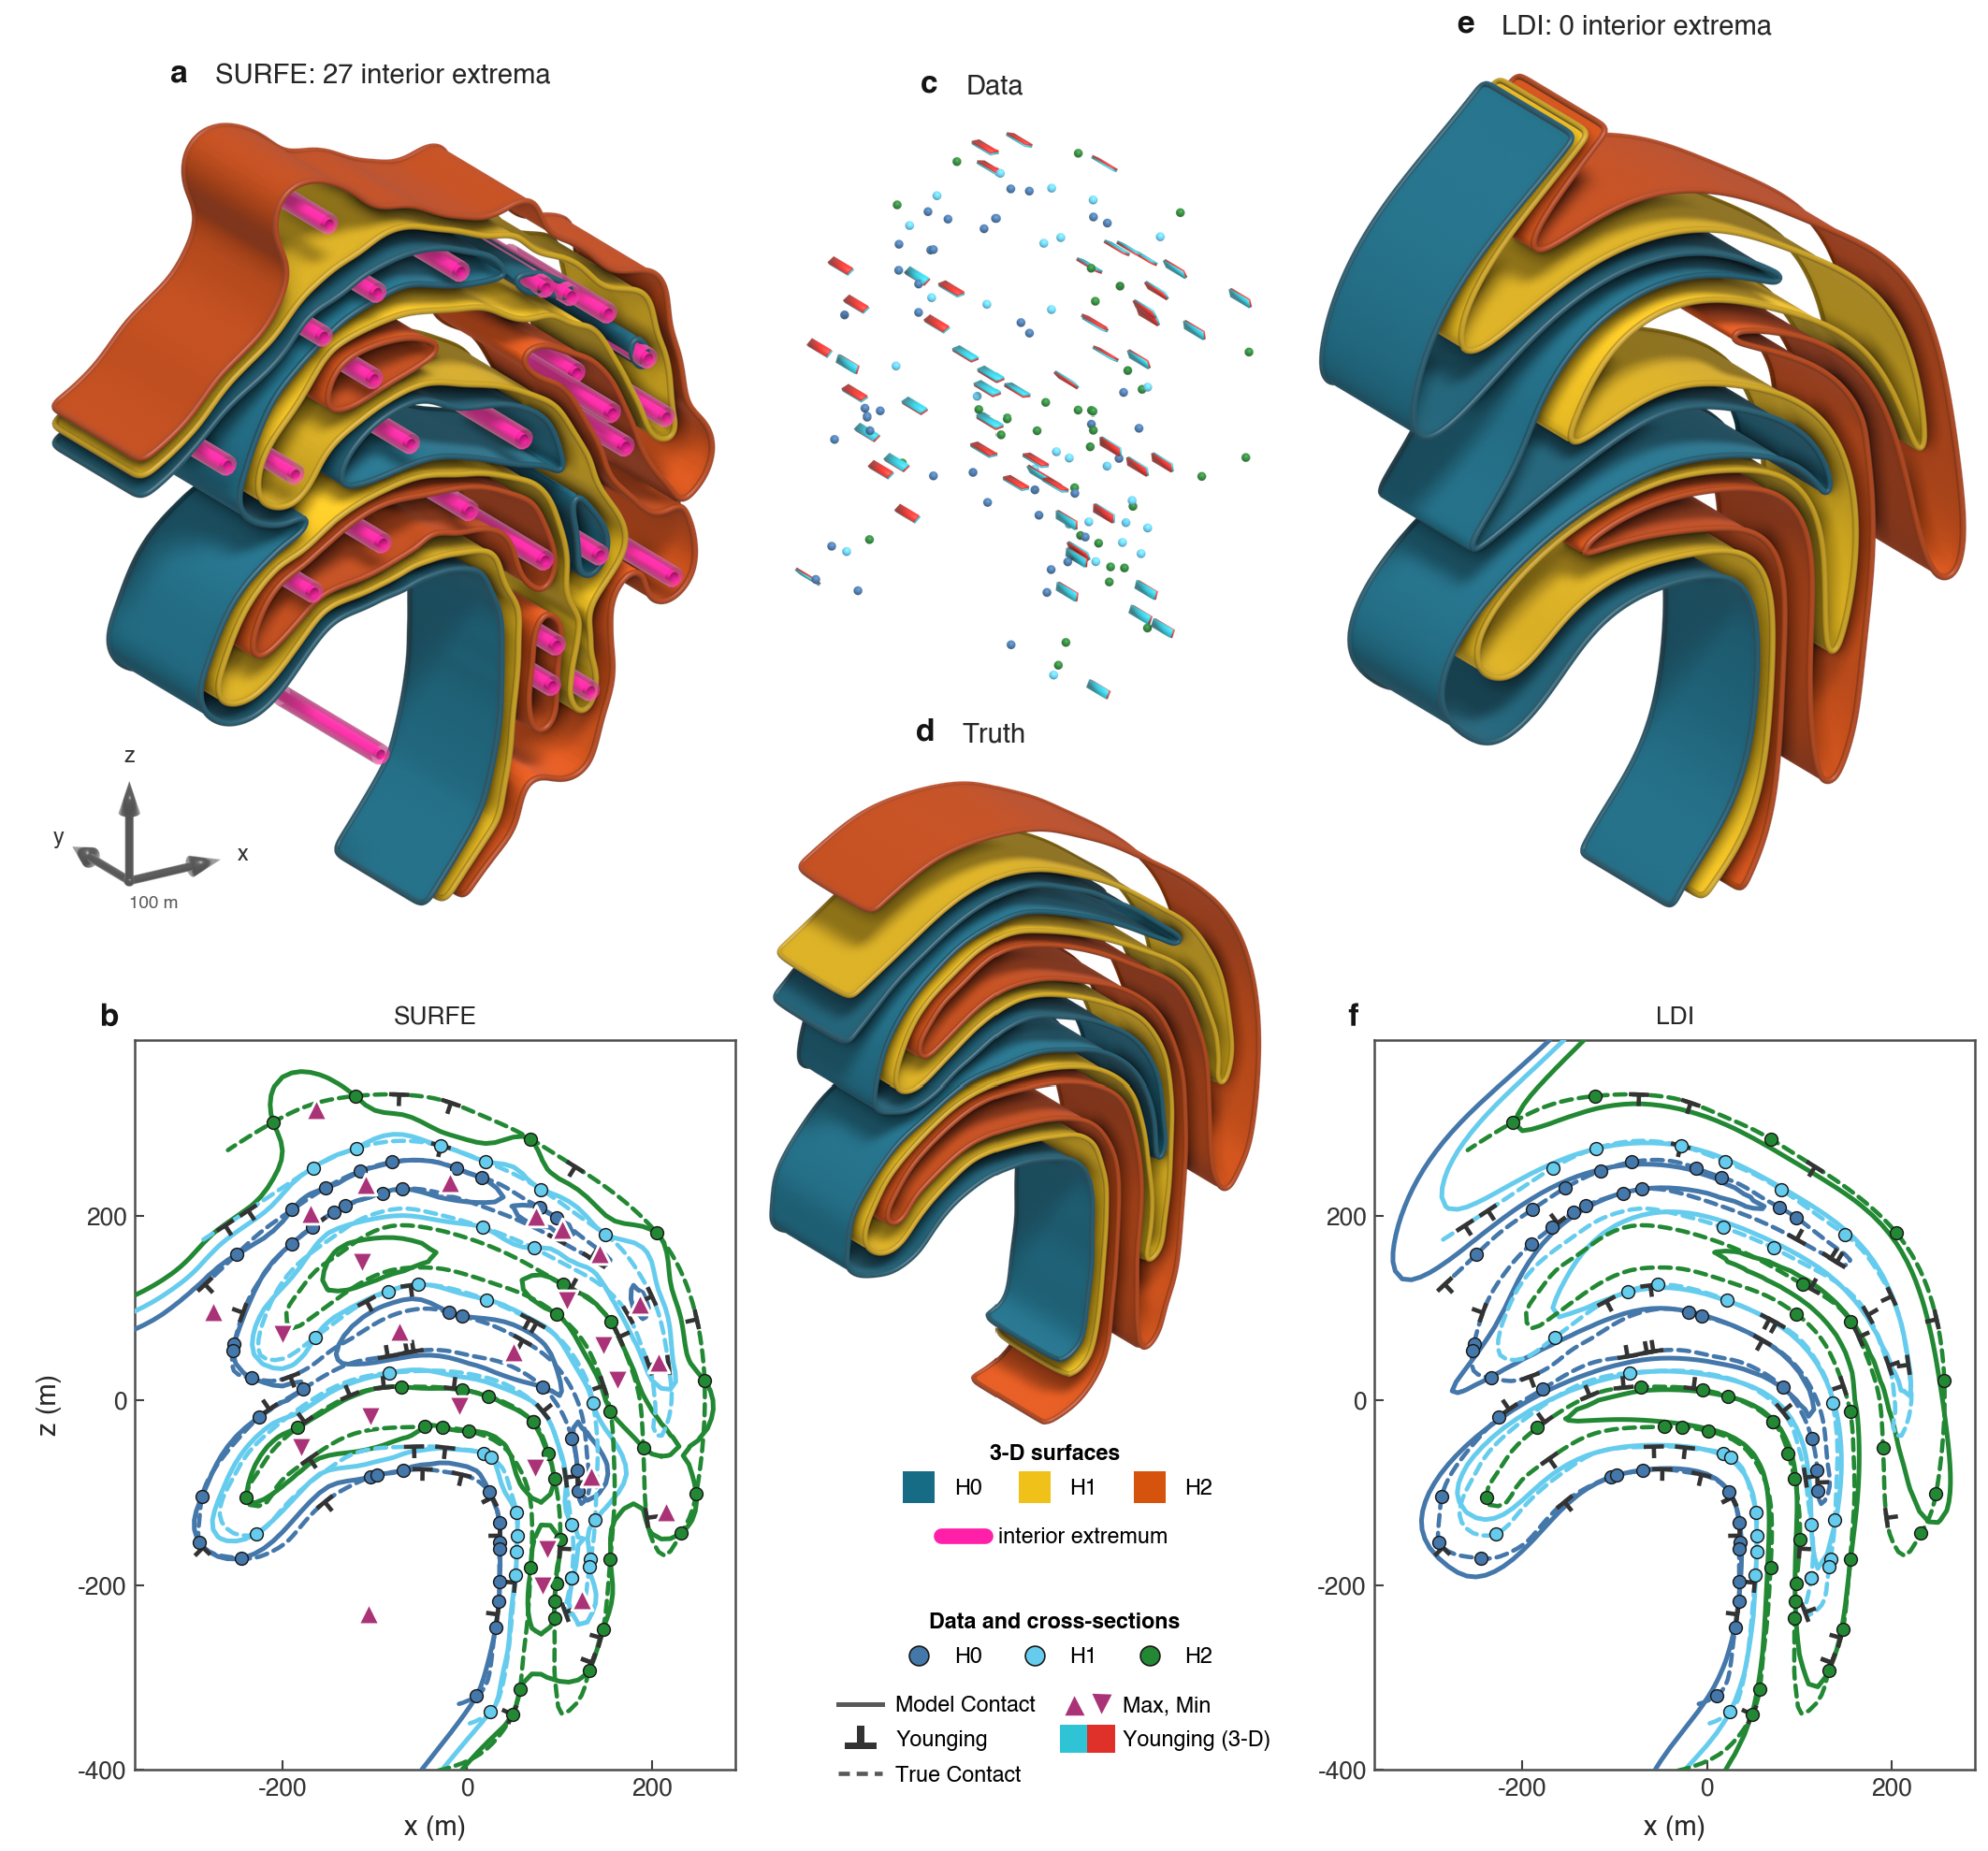 a SURFE: 27 interior extrema
c Data
e LDI: 0 interior extrema
z
y
x
100 m
d Truth
b SURFE
z (m)
200
0
-200
-400
-200
0
200
x (m)
3-D surfaces
H0 H1 H2
interior extremum
Data and cross-sections
H0 H1 H2
Model Contact Max, Min
Younging Younging (3-D)
True Contact
f LDI
200
0
-200
-400
-200
0
200
x (m)